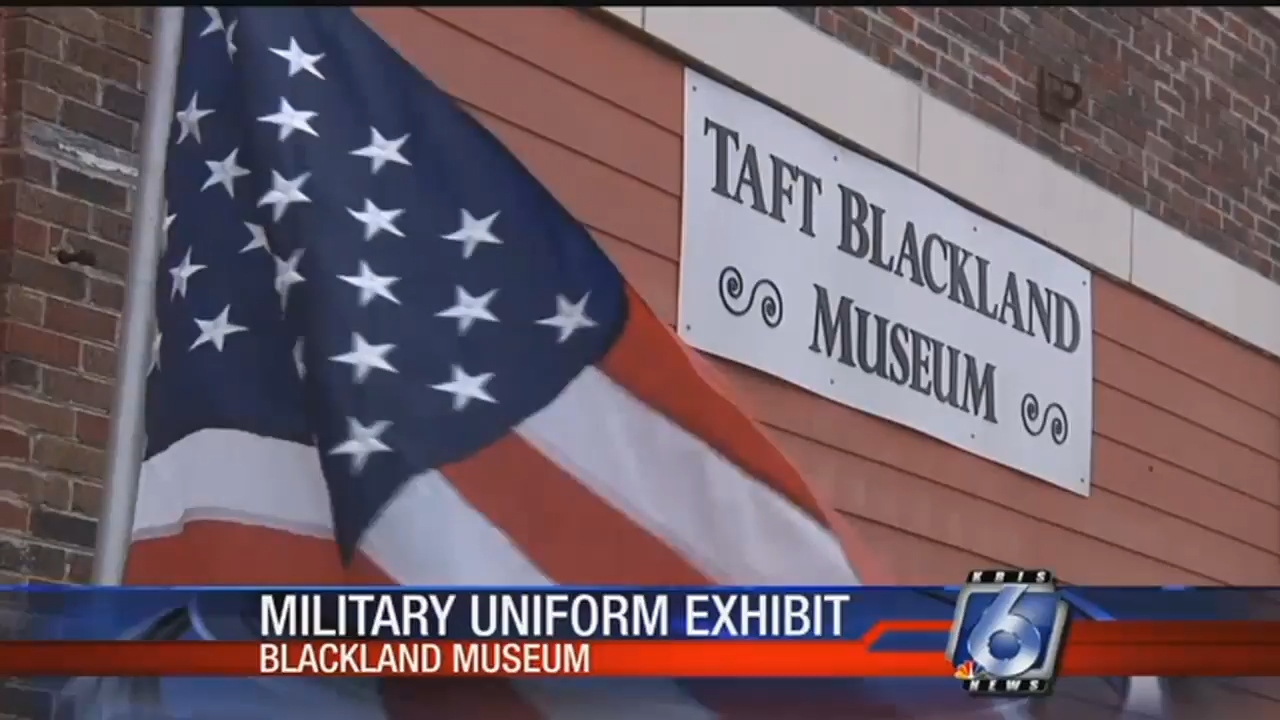 TAFT BLACKLAND
MUSEUM
MILITARY UNIFORM EXHIBIT
BLACKLAND MUSEUM
KRIS
6
NEWS